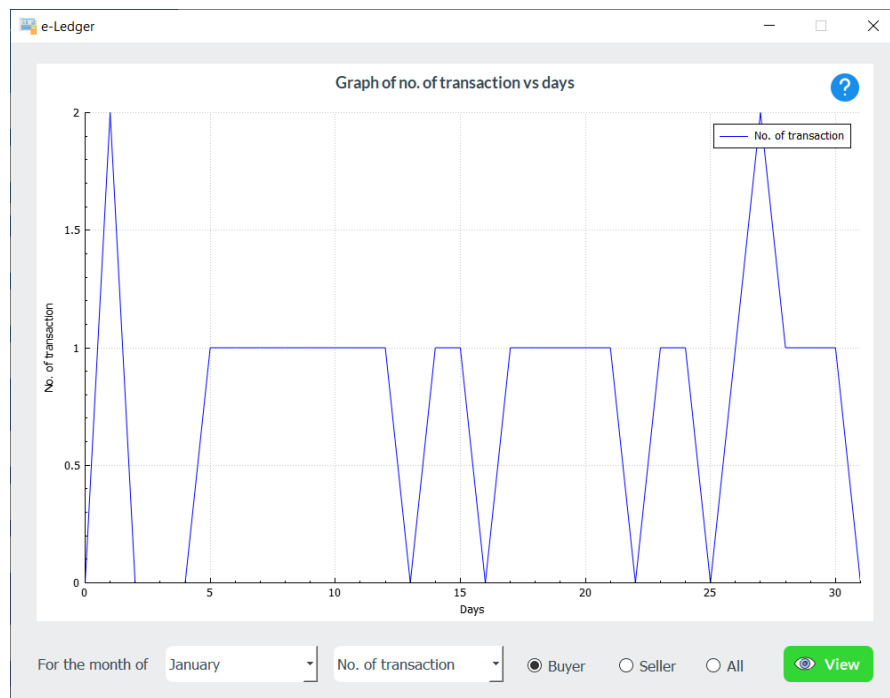 e-Ledger
Graph of no. of transaction vs days
?
No. of transaction
2
1.5
1
0.5
0
No. of transaction
0 5 10 15 20 25 30
Days
For the month of January No. of transaction Buyer Seller All View